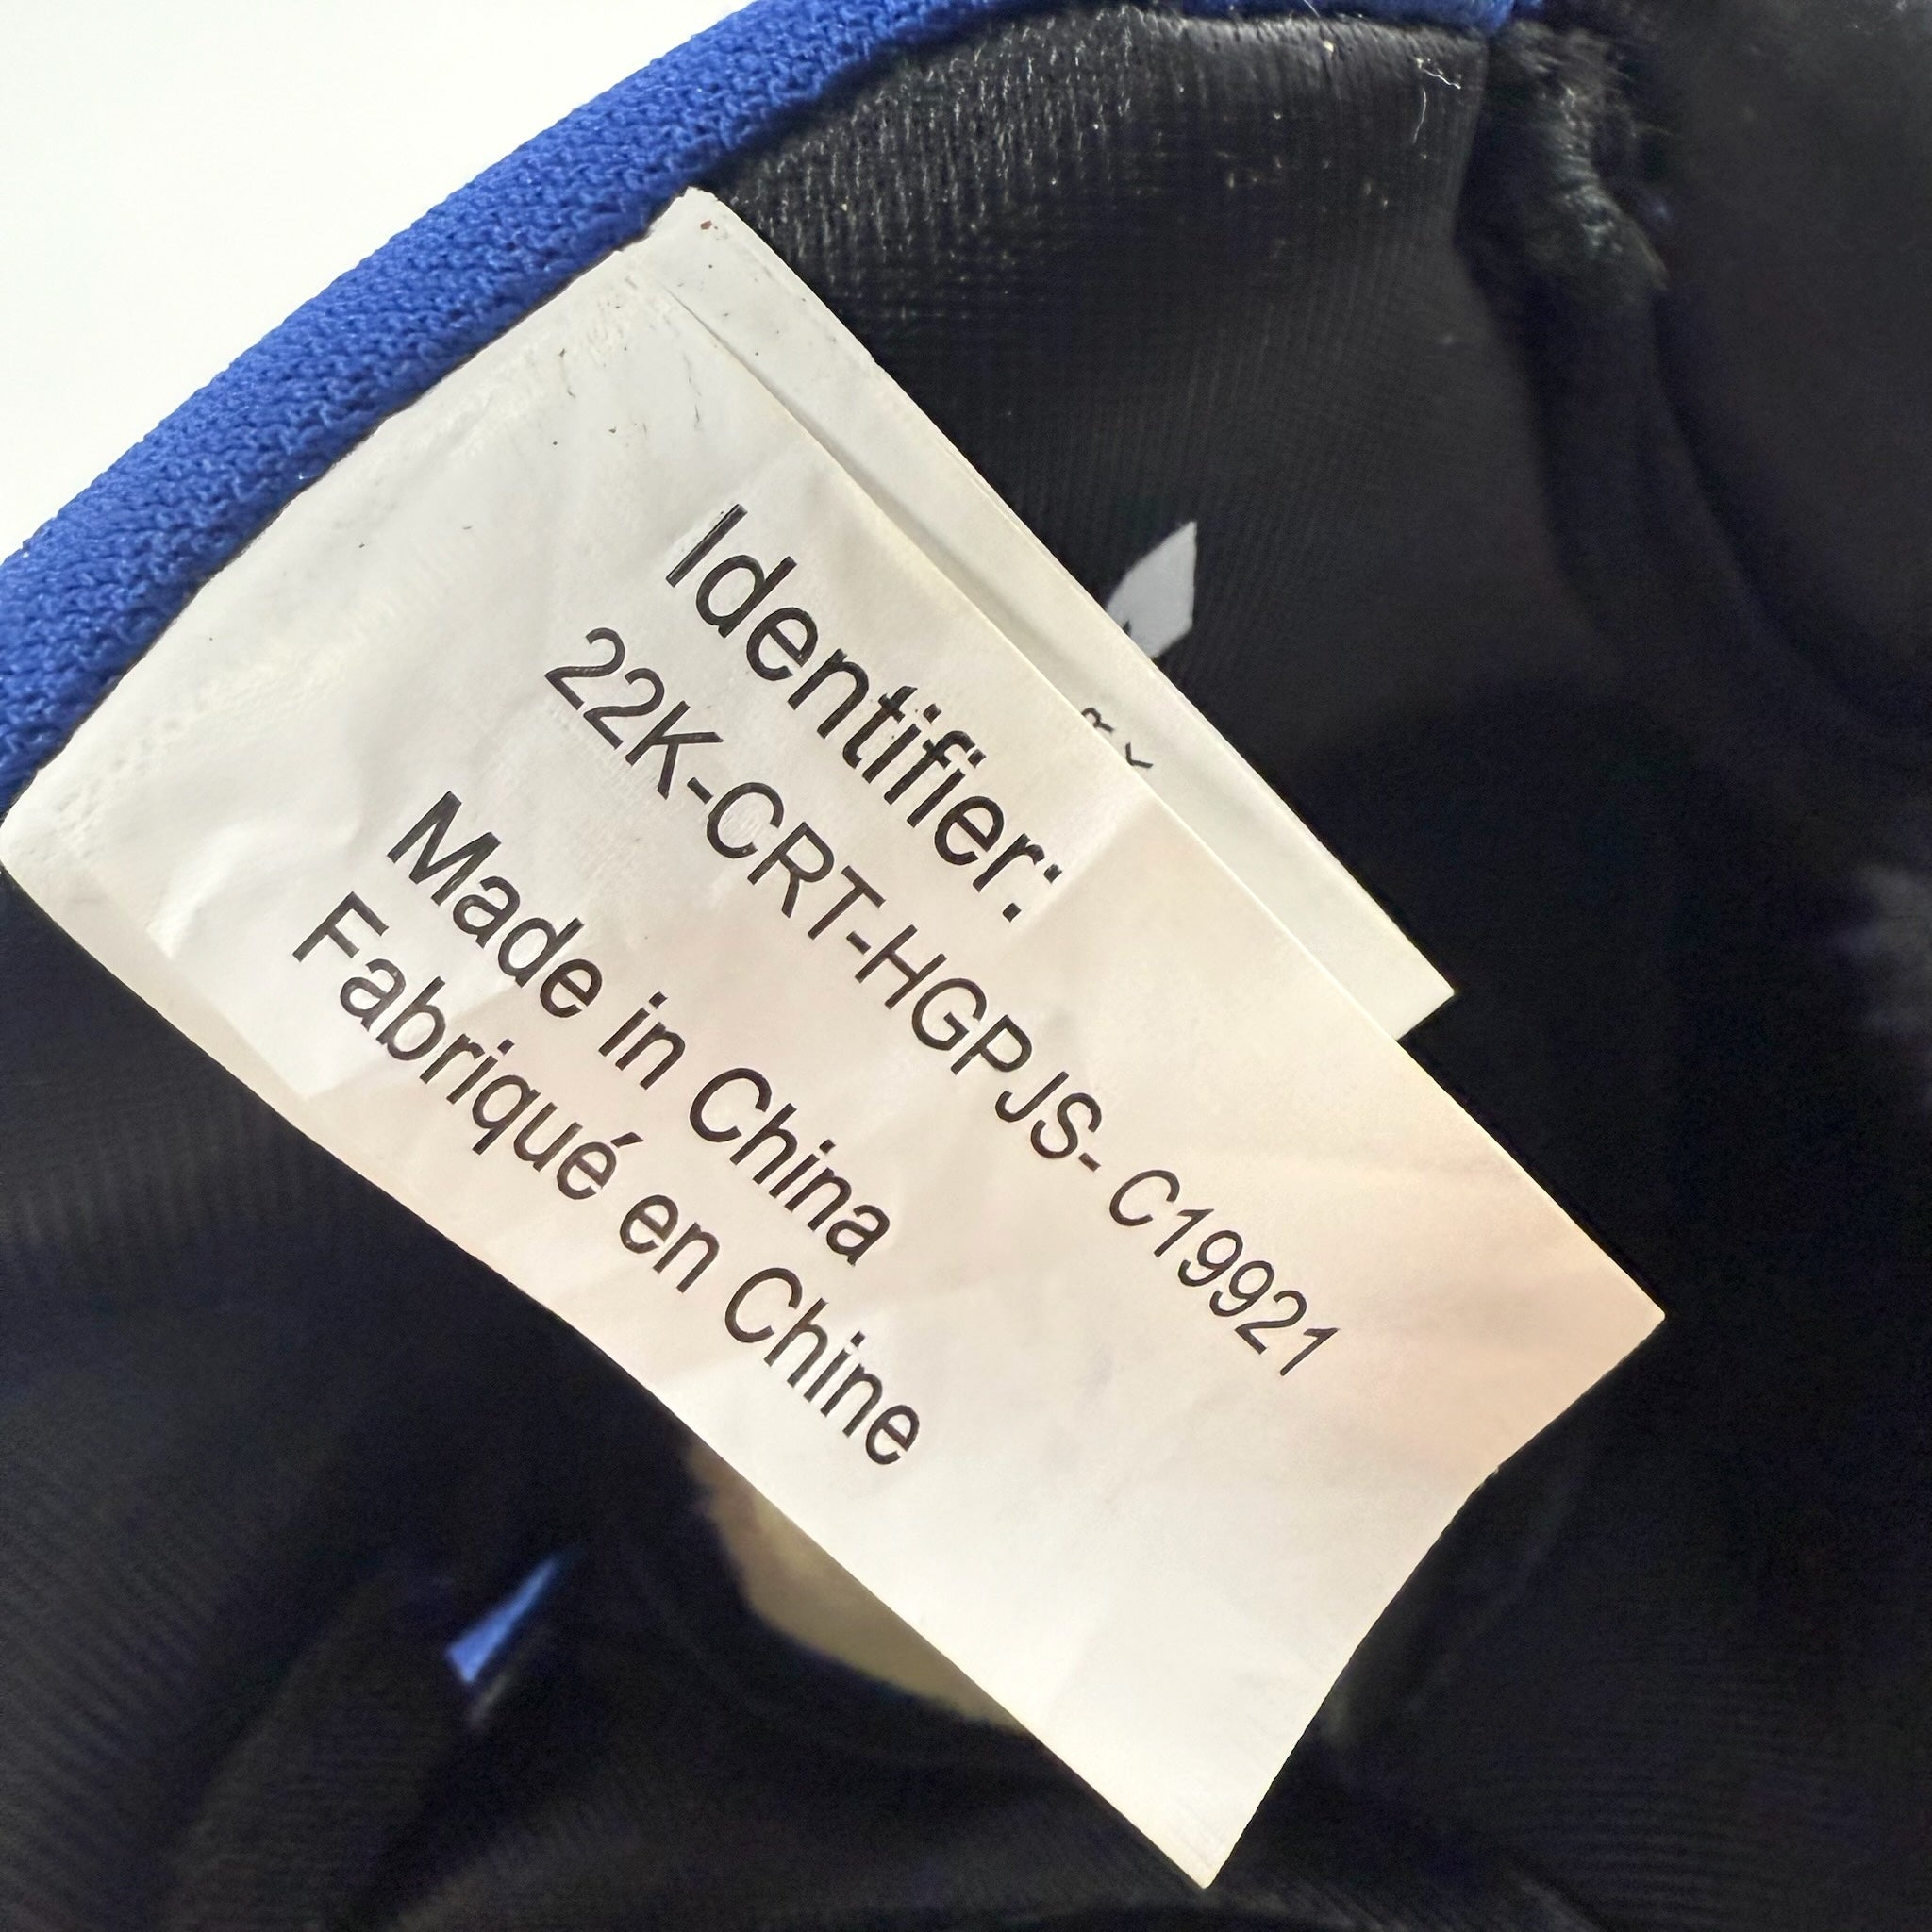 Identifier:
22K-CRT-HGPJS- C19921
Made in China
Fabriqué en Chine